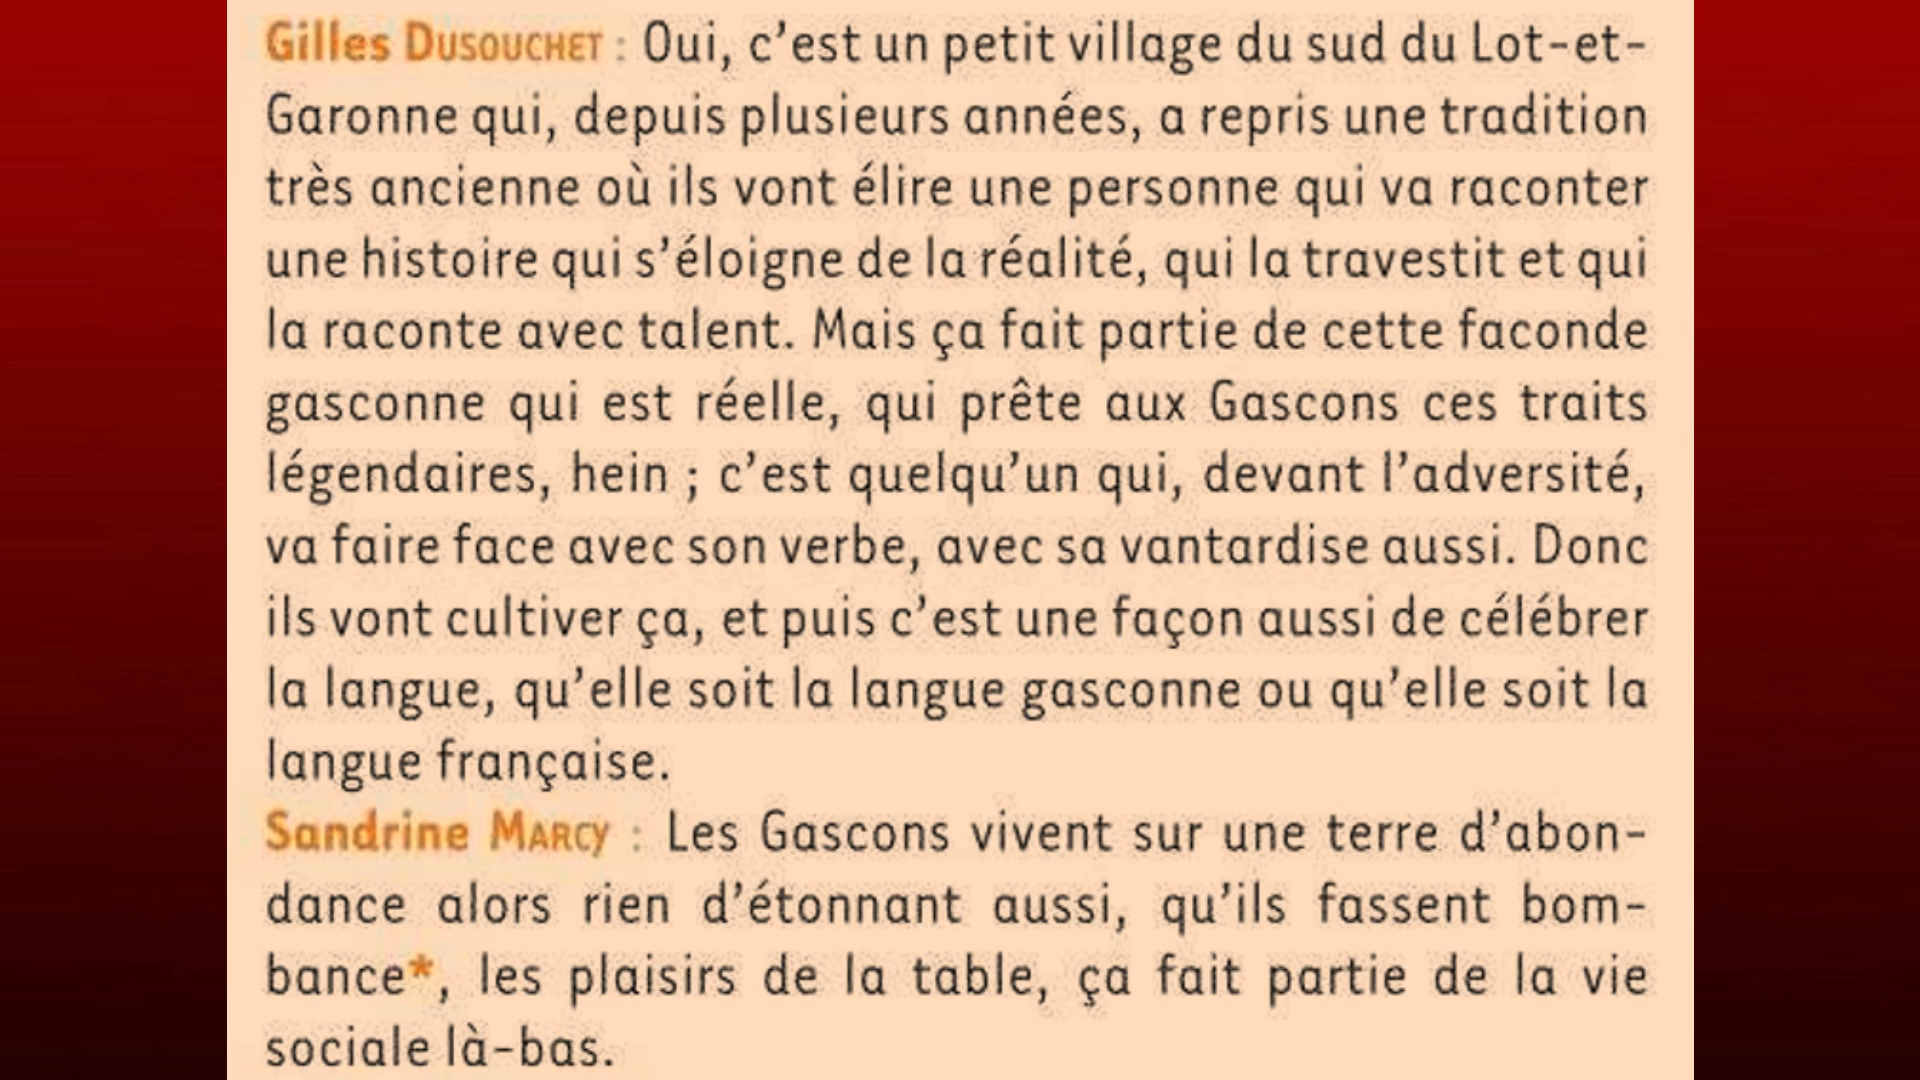 Gilles Dusouchet : Oui, c’est un petit village du sud du Lot-et-
Garonne qui, depuis plusieurs années, a repris une tradition
très ancienne où ils vont élire une personne qui va raconter
une histoire qui s’éloigne de la réalité, qui la travestit et qui
la raconte avec talent. Mais ça fait partie de cette faconde
gasconne qui est réelle, qui prête aux Gascons ces traits
légendaires, hein ; c’est quelqu’un qui, devant l’adversité,
va faire face avec son verbe, avec sa vantardise aussi. Donc
ils vont cultiver ça, et puis c’est une façon aussi de célébrer
la langue, qu’elle soit la langue gasconne ou qu’elle soit la
langue française.
Sandrine Marcy : Les Gascons vivent sur une terre d’abon-
dance alors rien d’étonnant aussi, qu’ils fassent bom-
bance*, les plaisirs de la table, ça fait partie de la vie
sociale là-bas.